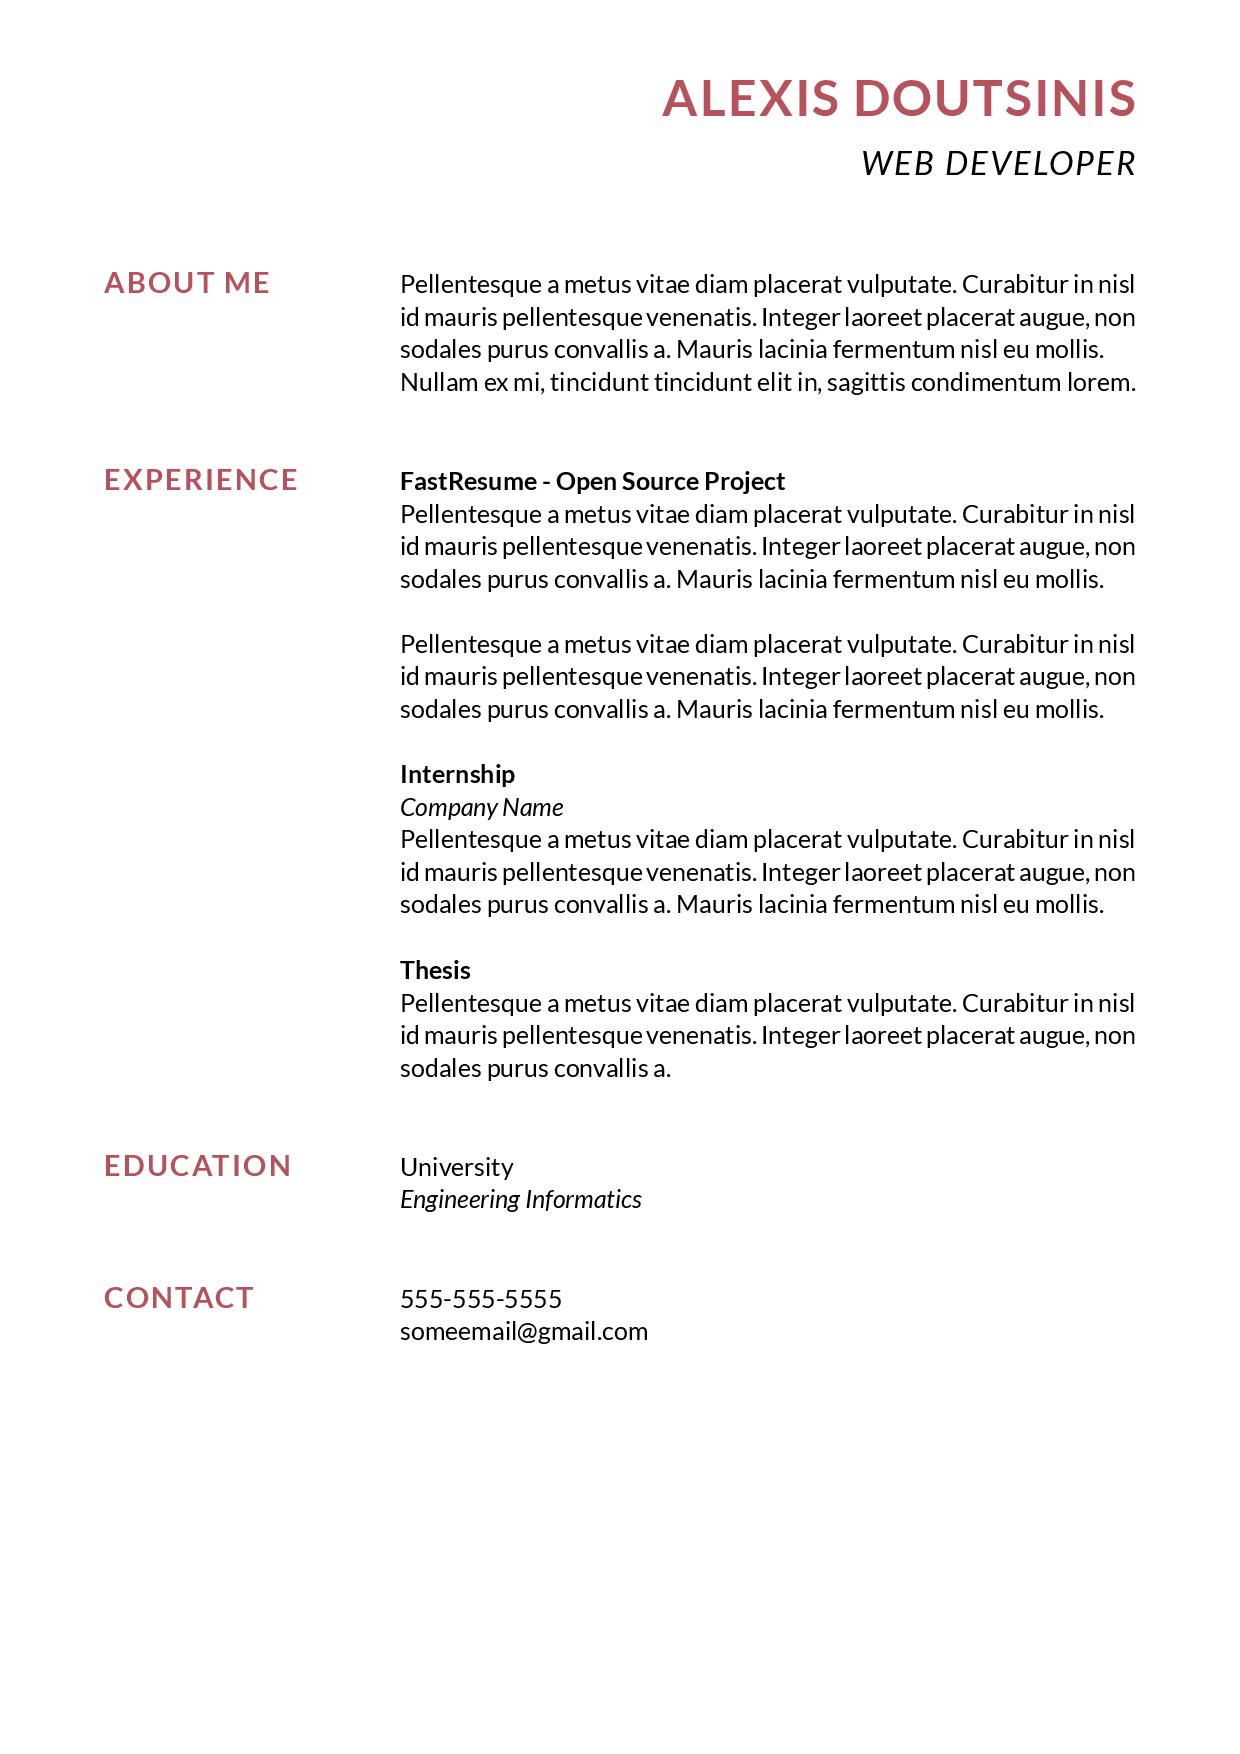 ALEXIS DOUTSINIS
WEB DEVELOPER
ABOUT ME
Pellentesque a metus vitae diam placerat vulputate. Curabitur in nisl
id mauris pellentesque venenatis. Integer laoreet placerat augue, non
sodales purus convallis a. Mauris lacinia fermentum nisl eu mollis.
Nullam ex mi, tincidunt tincidunt elit in, sagittis condimentum lorem.
EXPERIENCE
FastResume - Open Source Project
Pellentesque a metus vitae diam placerat vulputate. Curabitur in nisl
id mauris pellentesque venenatis. Integer laoreet placerat augue, non
sodales purus convallis a. Mauris lacinia fermentum nisl eu mollis.
Pellentesque a metus vitae diam placerat vulputate. Curabitur in nisl
id mauris pellentesque venenatis. Integer laoreet placerat augue, non
sodales purus convallis a. Mauris lacinia fermentum nisl eu mollis.
Internship
Company Name
Pellentesque a metus vitae diam placerat vulputate. Curabitur in nisl
id mauris pellentesque venenatis. Integer laoreet placerat augue, non
sodales purus convallis a. Mauris lacinia fermentum nisl eu mollis.
Thesis
Pellentesque a metus vitae diam placerat vulputate. Curabitur in nisl
id mauris pellentesque venenatis. Integer laoreet placerat augue, non
sodales purus convallis a.
EDUCATION
University
Engineering Informatics
CONTACT
555-555-5555
someemail@gmail.com